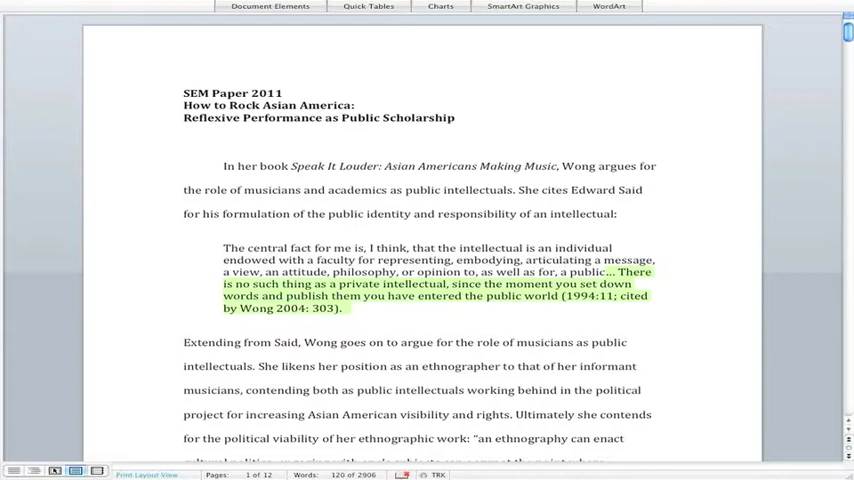 Document Elements Quick Tables Charts SmartArt Graphics WordArt
SEM Paper 2011
How to Rock Asian America:
Reflexive Performance as Public Scholarship
In her book Speak It Louder: Asian Americans Making Music, Wong argues for
the role of musicians and academics as public intellectuals. She cites Edward Said
for his formulation of the public identity and responsibility of an intellectual:
The central fact for me is, I think, that the intellectual is an individual
endowed with a faculty for representing, embodying, articulating a message,
a view, an attitude, philosophy, or opinion to, as well as for, a public... There
is no such thing as a private intellectual, since the moment you set down
words and publish them you have entered the public world (1994:11; cited
by Wong 2004: 303).
Extending from Said, Wong goes on to argue for the role of musicians as public
intellectuals. She likens her position as an ethnographer to that of her informant
musicians, contending both as public intellectuals working behind in the political
project for increasing Asian American visibility and rights. Ultimately she contends
for the political viability of her ethnographic work: “an ethnography can enact
Print Layout View Pages: 1 of 12 Words: 120 of 2906 TRK